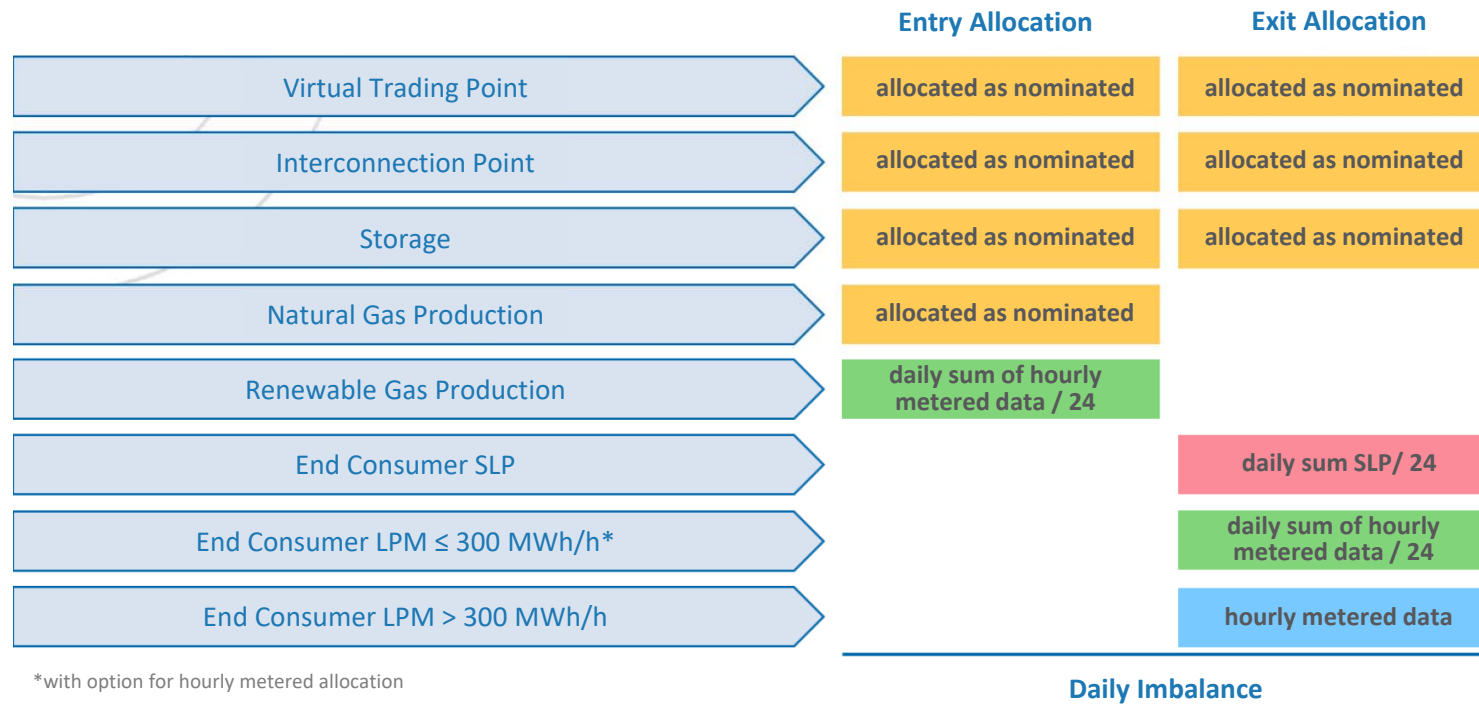 Entry Allocation
Exit Allocation
Virtual Trading Point
allocated as nominated
allocated as nominated
Interconnection Point
allocated as nominated
allocated as nominated
Storage
allocated as nominated
allocated as nominated
Natural Gas Production
allocated as nominated
Renewable Gas Production
daily sum of hourly
metered data / 24
End Consumer SLP
daily sum SLP/ 24
End Consumer LPM ≤ 300 MWh/h*
daily sum of hourly
metered data / 24
End Consumer LPM > 300 MWh/h
hourly metered data
*with option for hourly metered allocation
Daily Imbalance